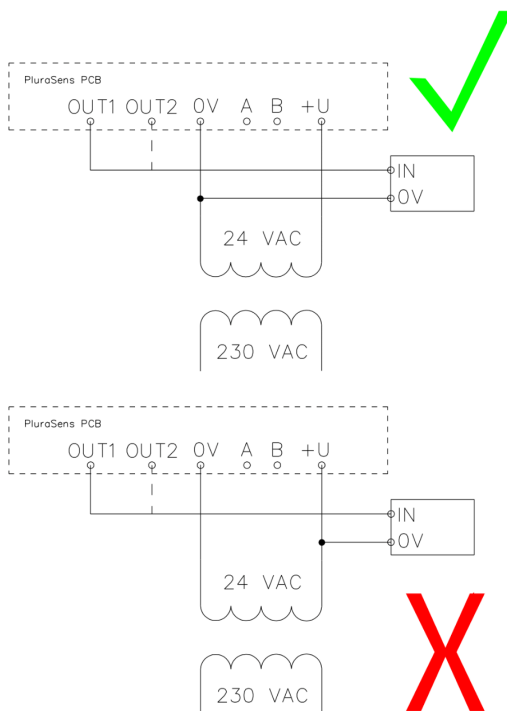 PluraSens PCB
OUT1 OUT2 0V A B +U
IN
0V
24 VAC
230 VAC
PluraSens PCB
OUT1 OUT2 0V A B +U
IN
0V
24 VAC
230 VAC